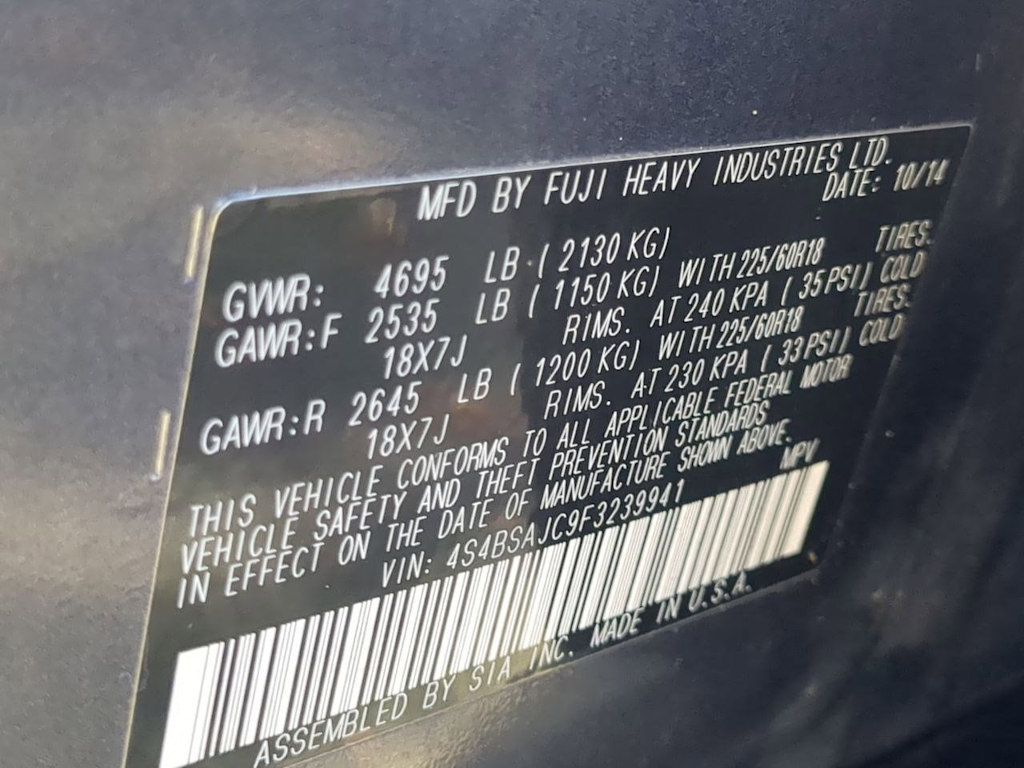 MFD BY FUJI HEAVY INDUSTRIES LTD.
DATE: 10/14
GVWR: 4695 LB ( 2130 KG)
GAWR:F 2535 LB ( 1150 KG) WITH 225/60R18 TIRES.
18X7J RIMS. AT 240 KPA ( 35PSI) COLD
GAWR:R 2645 LB ( 1200 KG) WITH 225/60R18 TIRES.
18X7J RIMS. AT 230 KPA ( 33PSI) COLD
THIS VEHICLE CONFORMS TO ALL APPLICABLE FEDERAL MOTOR
VEHICLE SAFETY AND THEFT PREVENTION STANDARDS
IN EFFECT ON THE DATE OF MANUFACTURE SHOWN ABOVE.
VIN: 4S4BSAJC9F3239941 MPV
ASSEMBLED BY SIA INC. MADE IN U.S.A.